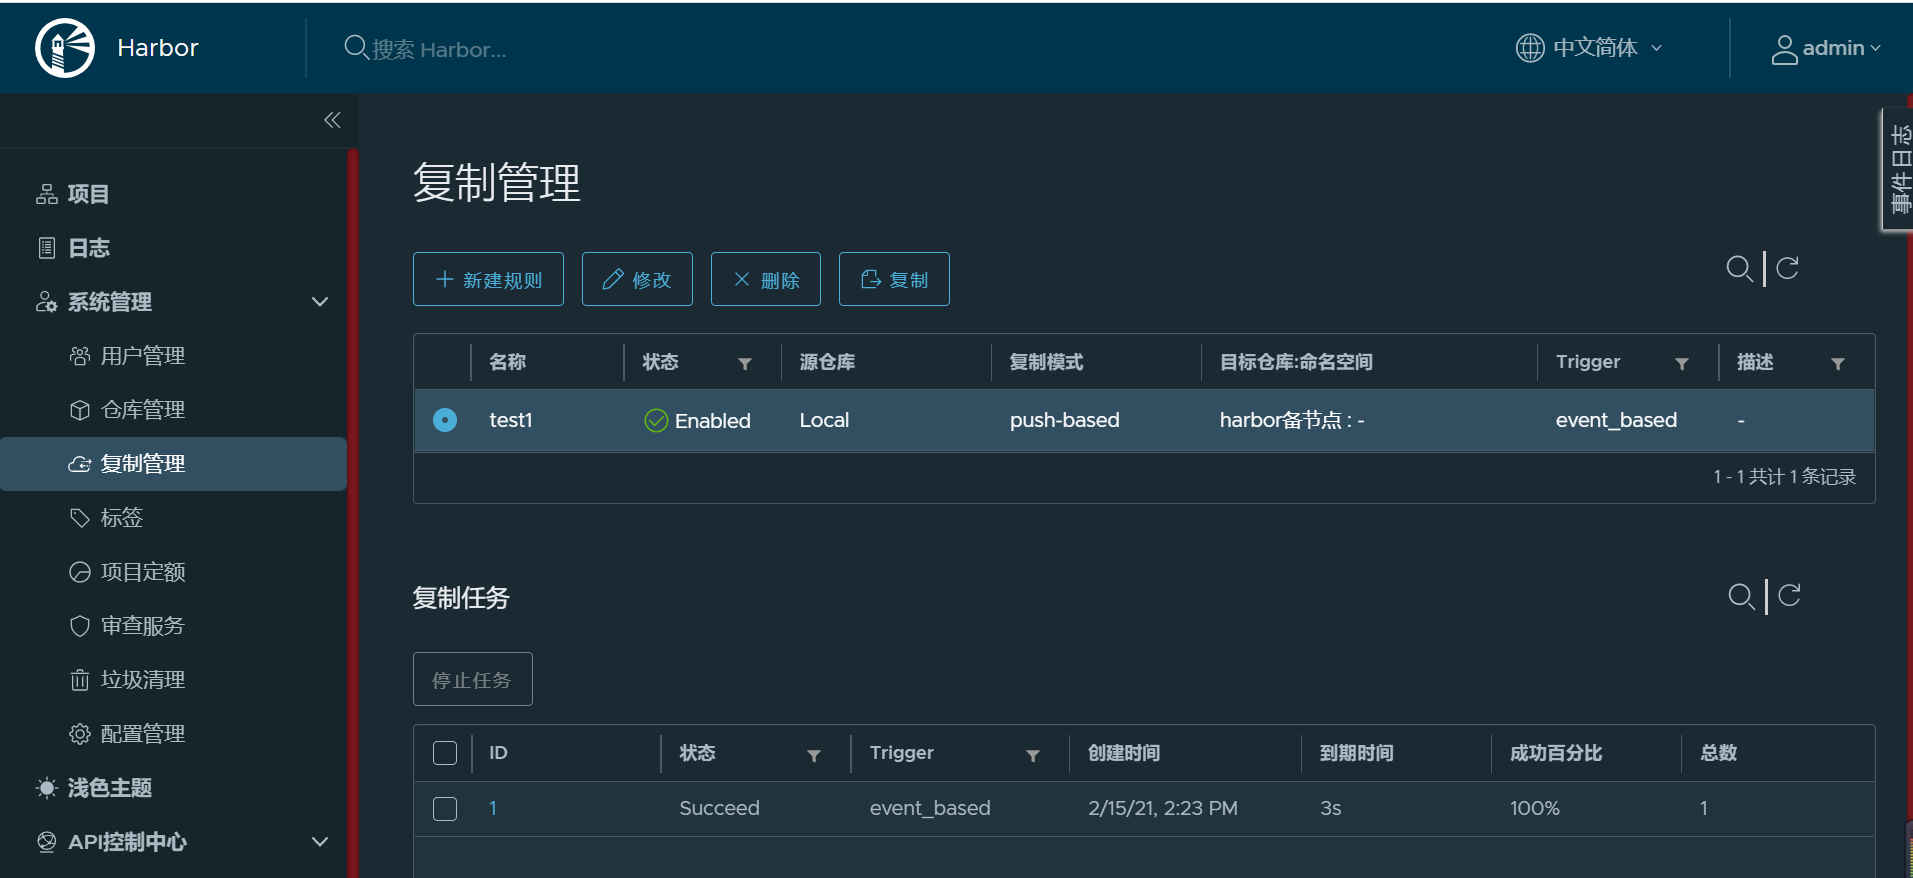 Harbor
搜索 Harbor...
中文简体
admin
事件日志
项目
日志
系统管理
用户管理
仓库管理
复制管理
标签
项目定额
审查服务
垃圾清理
配置管理
浅色主题
API控制中心
复制管理
新建规则 修改 删除 复制
名称 状态 源仓库 复制模式 目标仓库:命名空间 Trigger 描述
test1 Enabled Local push-based harbor备节点 : - event_based -
1 - 1 共计 1 条记录
复制任务
停止任务
ID 状态 Trigger 创建时间 到期时间 成功百分比 总数
1 Succeed event_based 2/15/21, 2:23 PM 3s 100% 1